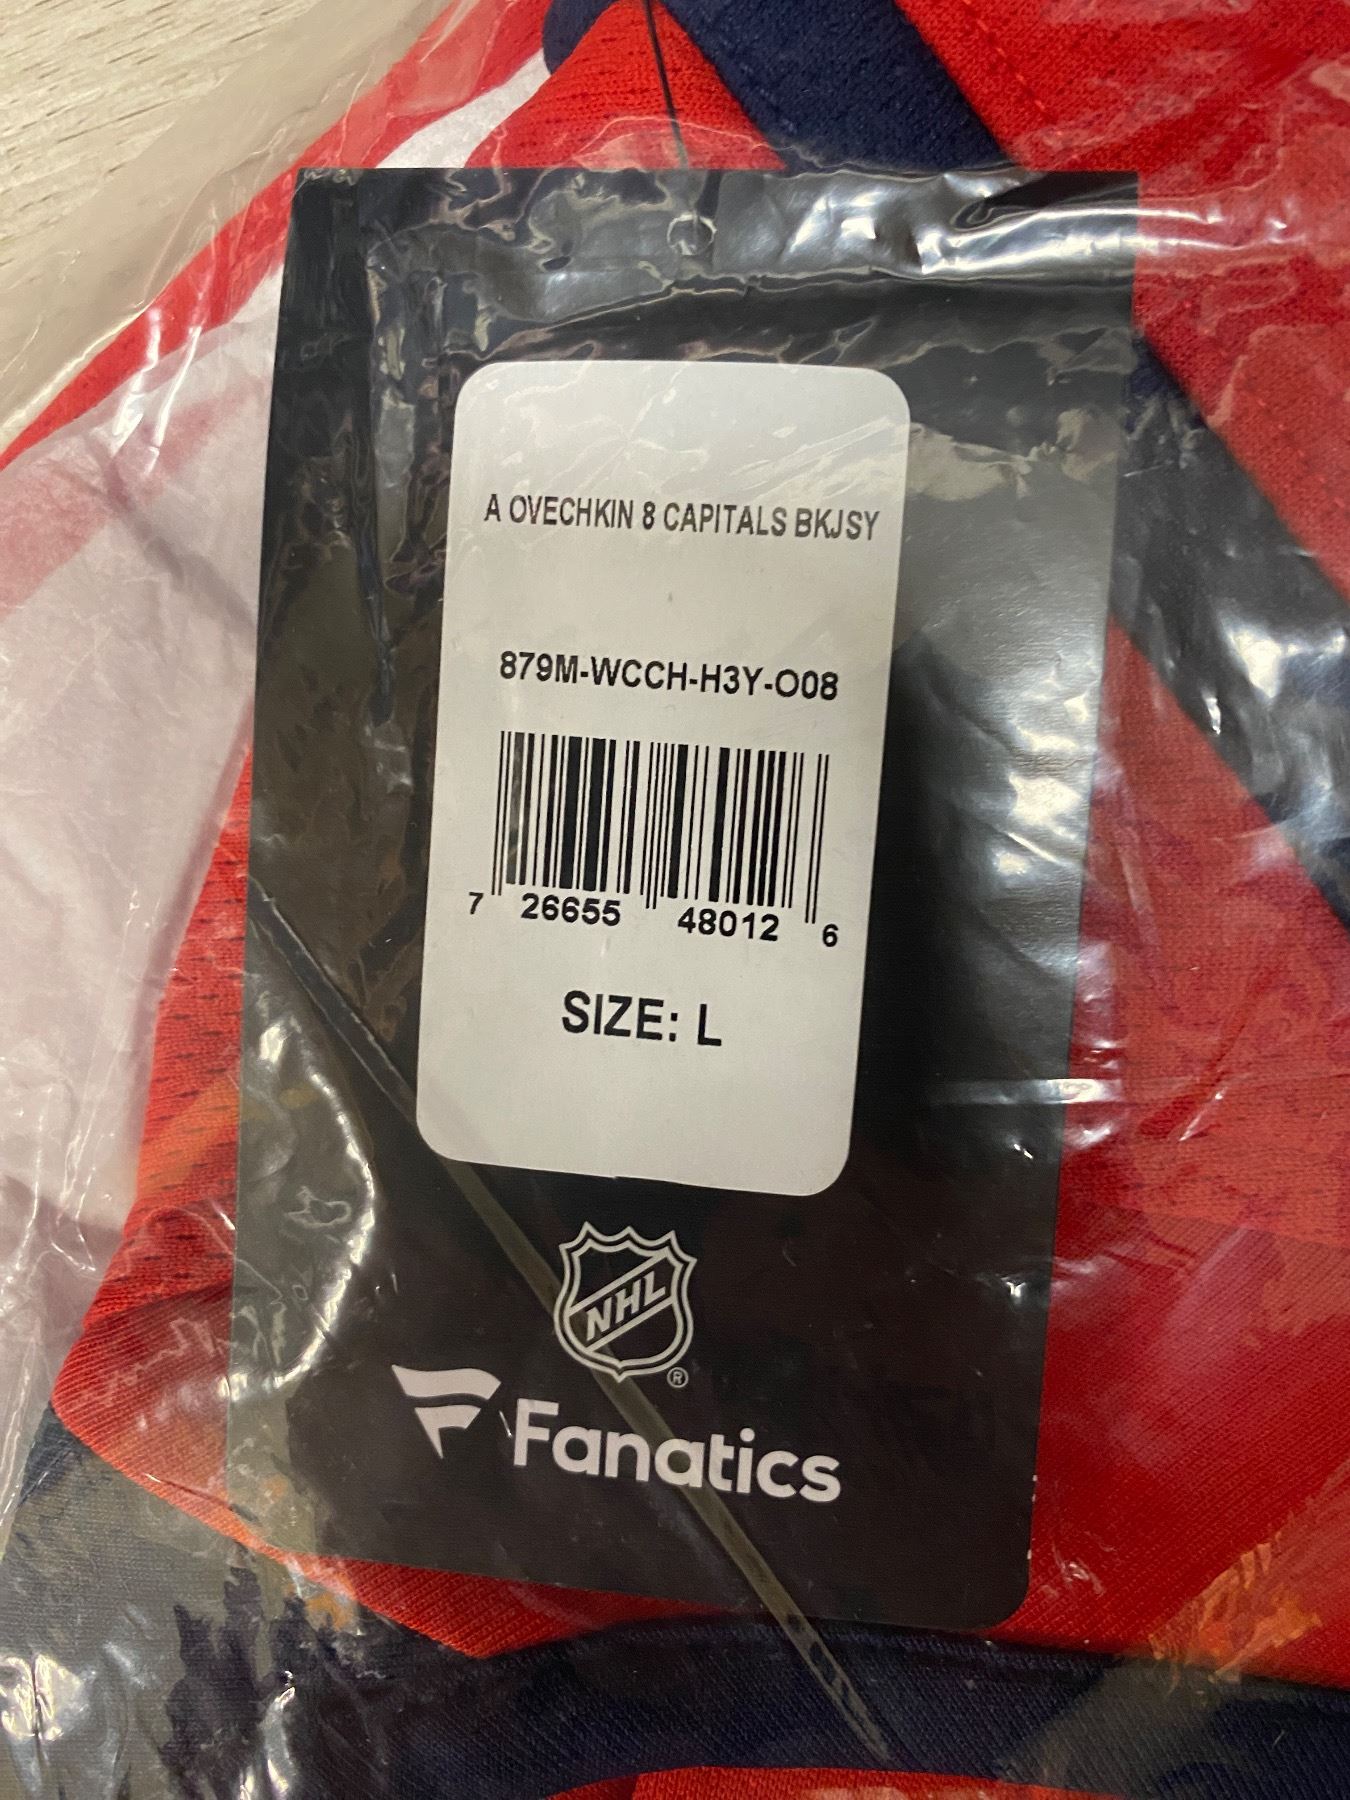 A OVECHKIN 8 CAPITALS BKJSY
879M-WCCH-H3Y-O08
7 26655 48012 6
SIZE: L
NHL ®
Fanatics